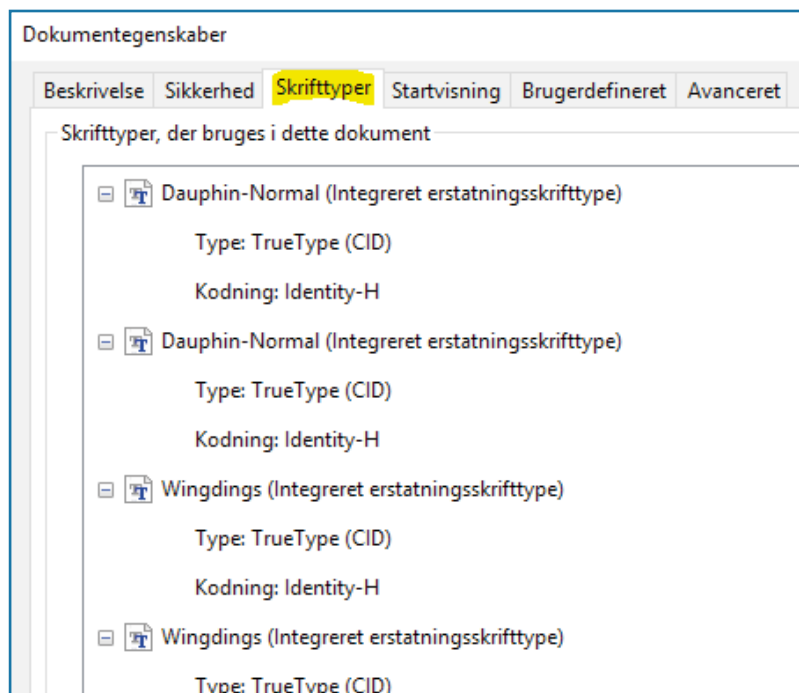 Dokumentegenskaber
Beskrivelse Sikkerhed Skrifttyper Startvisning Brugerdefineret Avanceret
Skrifttyper, der bruges i dette dokument
Dauphin-Normal (Integreret erstatningsskrifttype)
Type: TrueType (CID)
Kodning: Identity-H
Dauphin-Normal (Integreret erstatningsskrifttype)
Type: TrueType (CID)
Kodning: Identity-H
Wingdings (Integreret erstatningsskrifttype)
Type: TrueType (CID)
Kodning: Identity-H
Wingdings (Integreret erstatningsskrifttype)
Type: TrueType (CID)